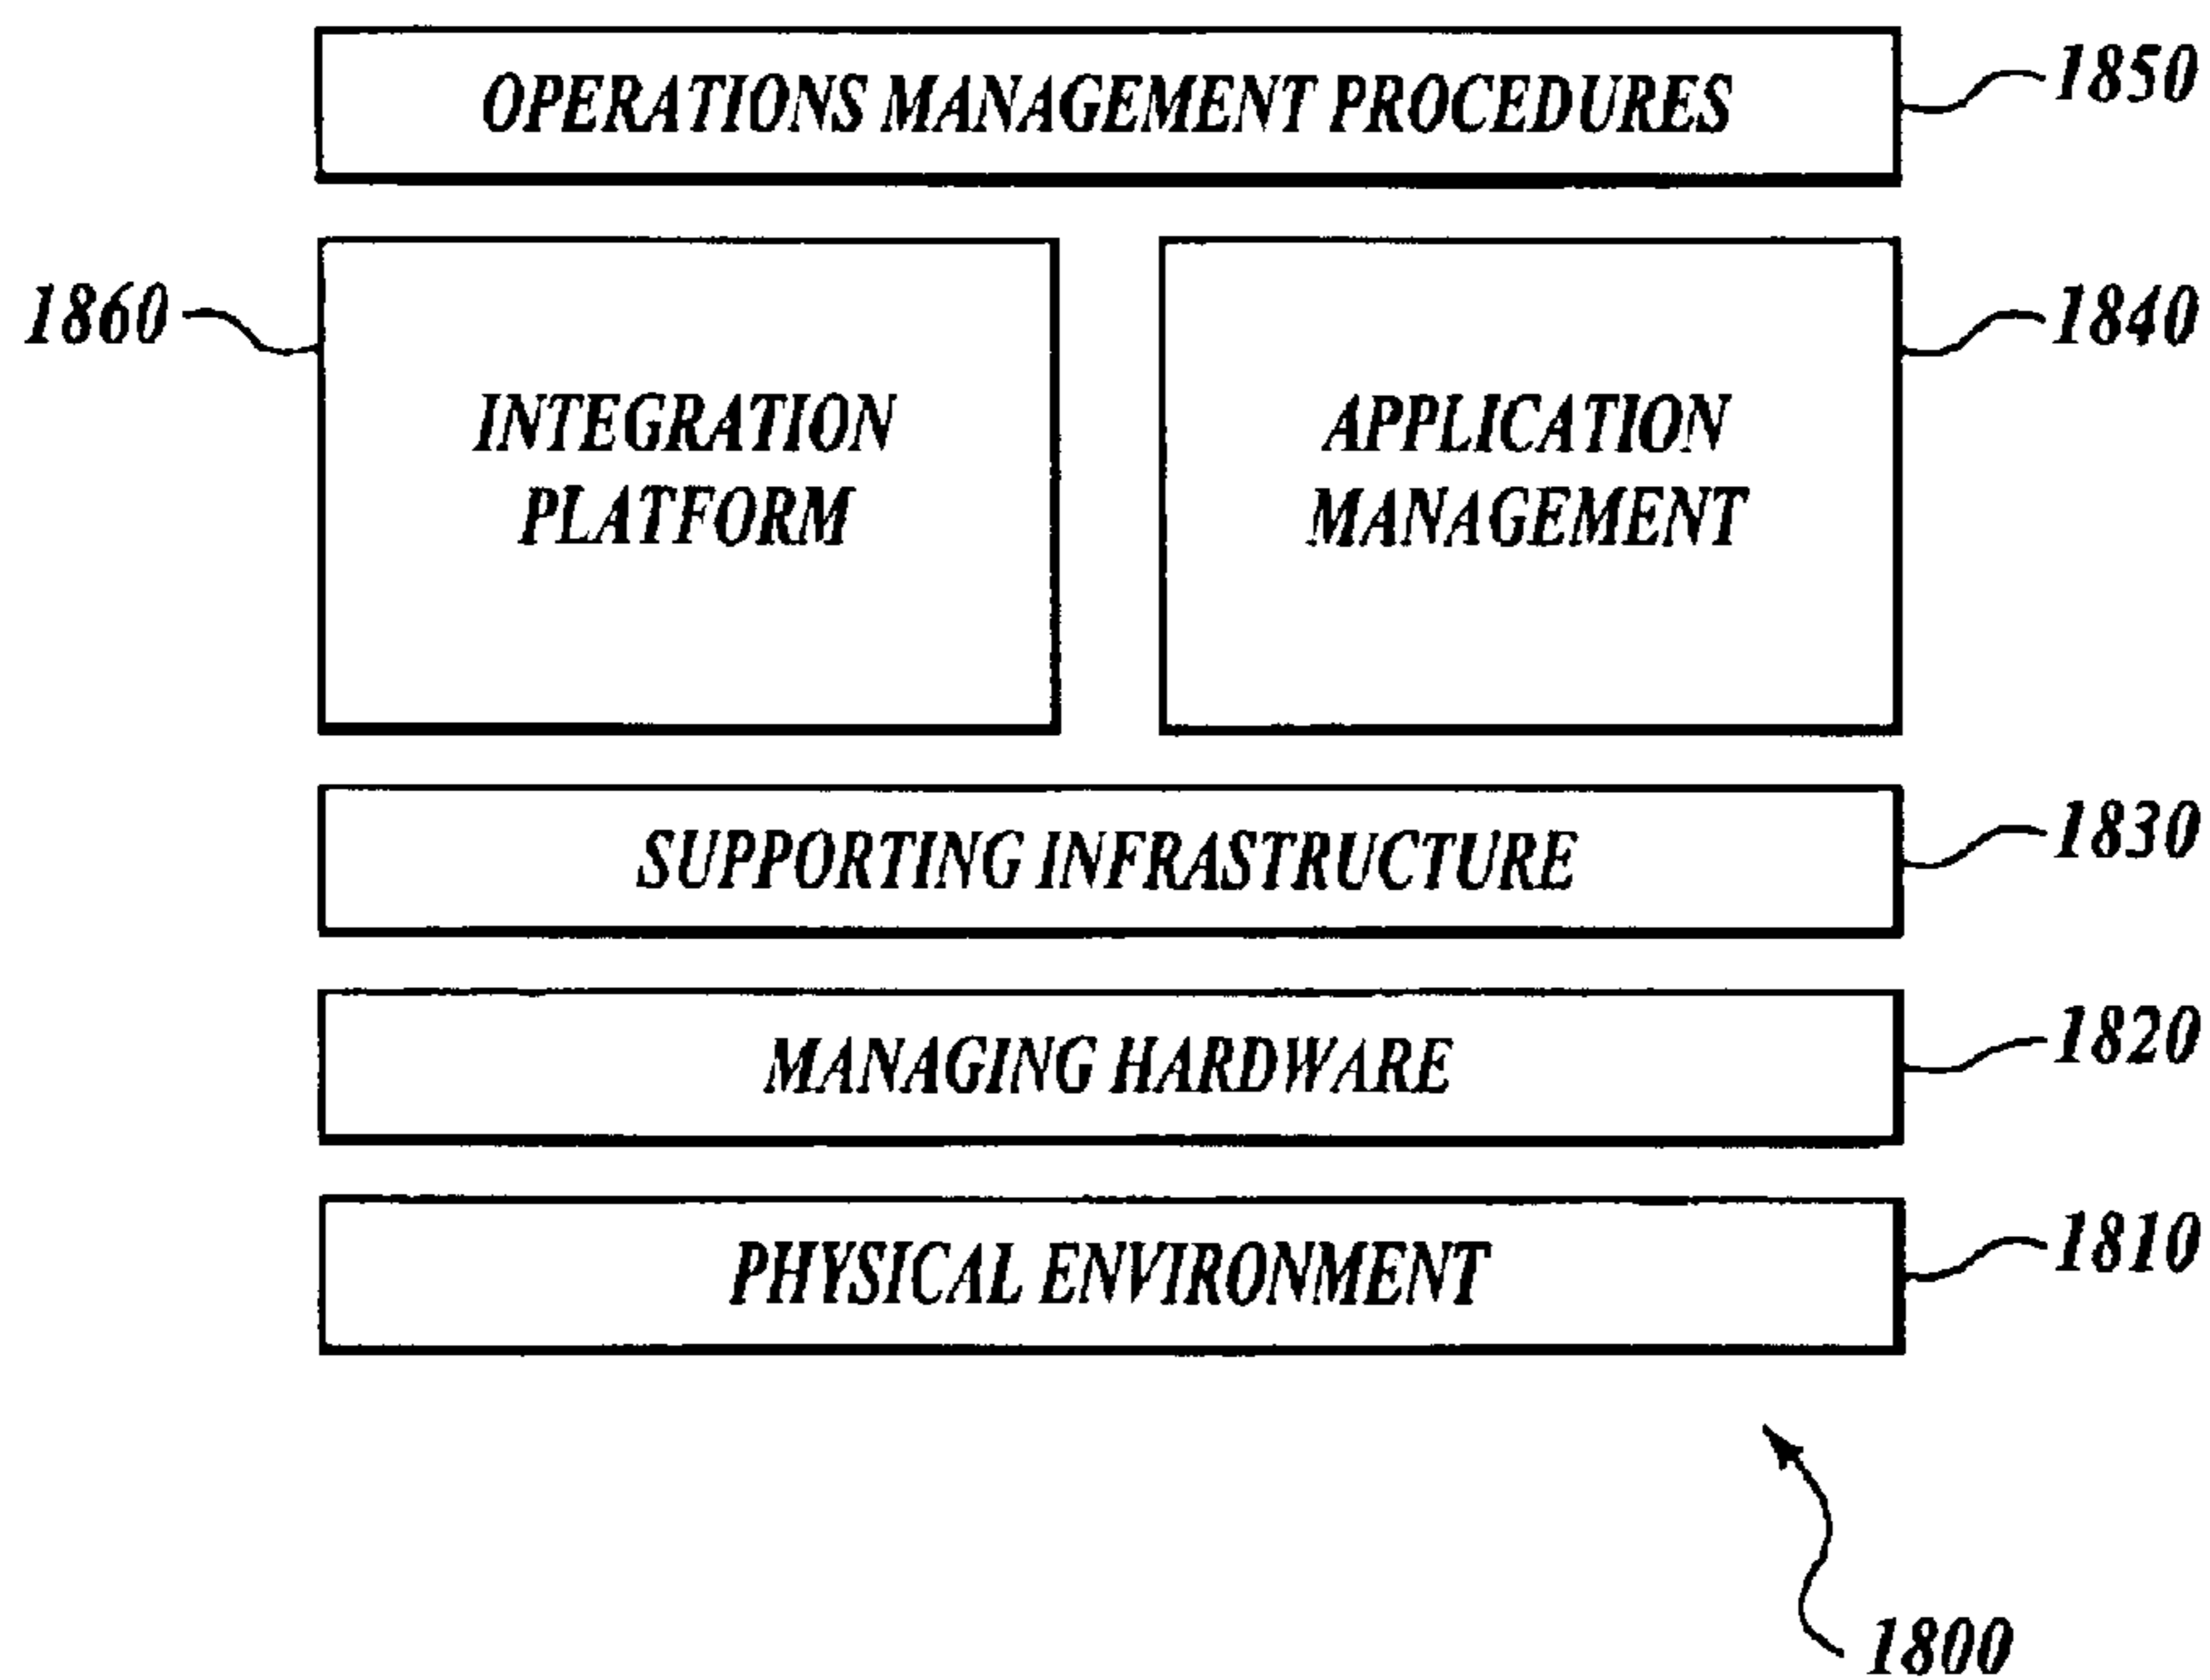 OPERATIONS MANAGEMENT PROCEDURES
1850
1860
INTEGRATION
PLATFORM
1840
APPLICATION
MANAGEMENT
SUPPORTING INFRASTRUCTURE
1830
MANAGING HARDWARE
1820
PHYSICAL ENVIRONMENT
1810
1800